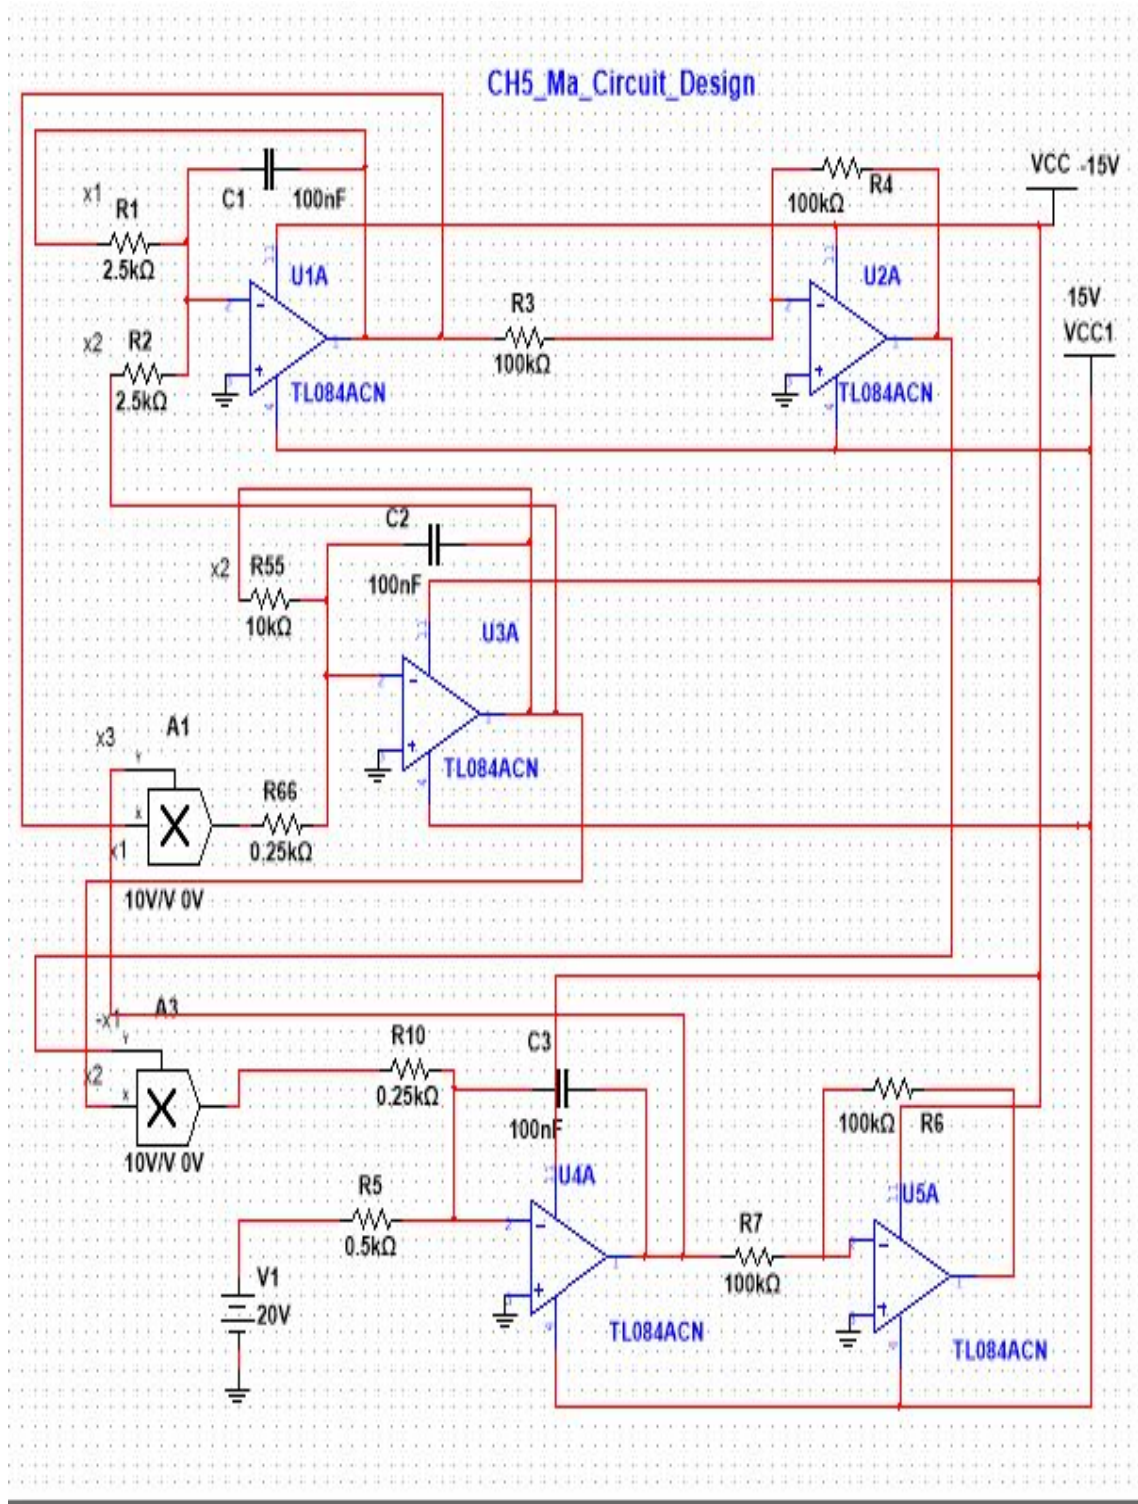 CH5_Ma_Circuit_Design
VCC -15V
x1
R1
2.5kΩ
C1
100nF
R4
100kΩ
U1A
U2A
15V
VCC1
x2
R2
2.5kΩ
R3
100kΩ
TL084ACN
TL084ACN
C2
100nF
x2
R55
10kΩ
U3A
TL084ACN
x3
A1
Y
X
x1
R66
0.25kΩ
10V/V 0V
-x1
A3
Y
x2
X
10V/V 0V
R10
0.25kΩ
C3
100nF
100kΩ
R6
U4A
U5A
R5
0.5kΩ
R7
100kΩ
V1
20V
TL084ACN
TL084ACN